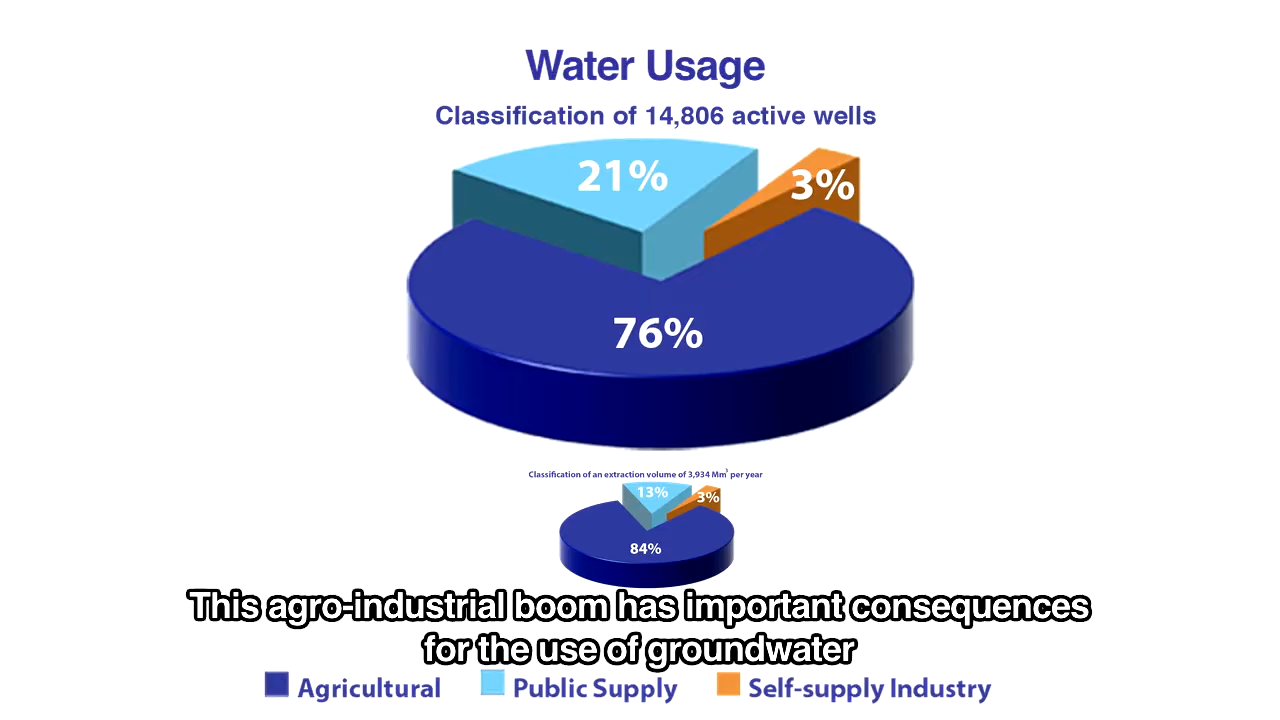 Water Usage
Classification of 14,806 active wells
21%
3%
76%
Classification of an extraction volume of 3,934 Mm³ per year
13%
3%
84%
This agro-industrial boom has important consequences
for the use of groundwater
Agricultural
Public Supply
Self-supply Industry